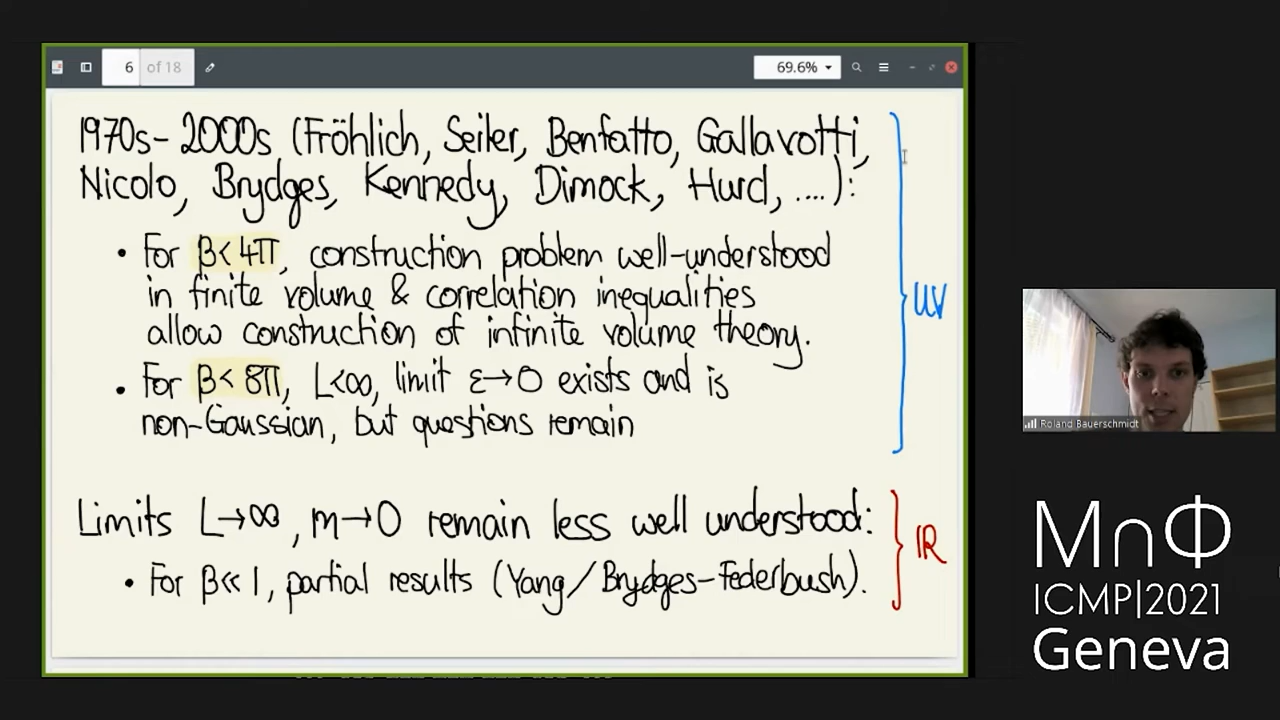 6 of 18
69.6%
1970s - 2000s (Fröhlich, Seiler, Benfatto, Gallavotti,
Nicolo, Brydges, Kennedy, Dimock, Hurd, ....):
• For β < 4π, construction problem well-understood
in finite volume & correlation inequalities
allow construction of infinite volume theory.
• For β < 8π, L<∞, limit ε→0 exists and is
non-Gaussian, but questions remain
UV
Limits L→∞, m→0 remain less well understood:
• For β<<1, partial results (Yang/Brydges-Federbush).
IR
Roland Bauerschmidt
M∩Φ
ICMP|2021
Geneva